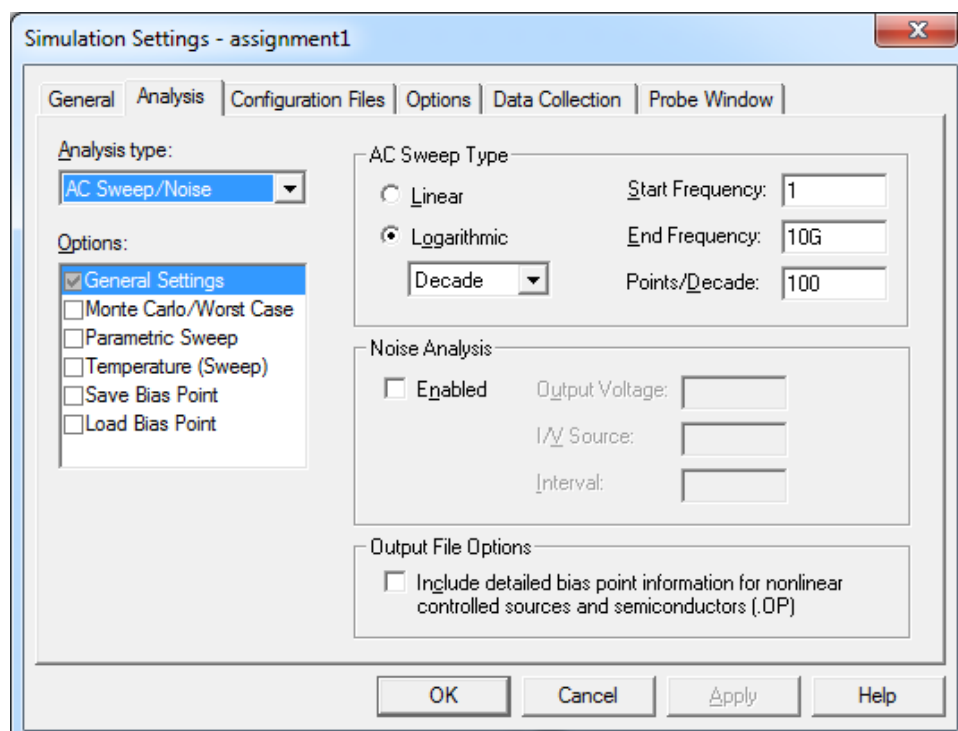 Simulation Settings - assignment1
General Analysis Configuration Files Options Data Collection Probe Window
Analysis type:
AC Sweep/Noise
Options:
General Settings
Monte Carlo/Worst Case
Parametric Sweep
Temperature (Sweep)
Save Bias Point
Load Bias Point
AC Sweep Type
Linear
Logarithmic
Decade
Start Frequency: 1
End Frequency: 10G
Points/Decade: 100
Noise Analysis
Enabled
Output Voltage:
I/V Source:
Interval:
Output File Options
Include detailed bias point information for nonlinear
controlled sources and semiconductors (.OP)
OK Cancel Apply Help